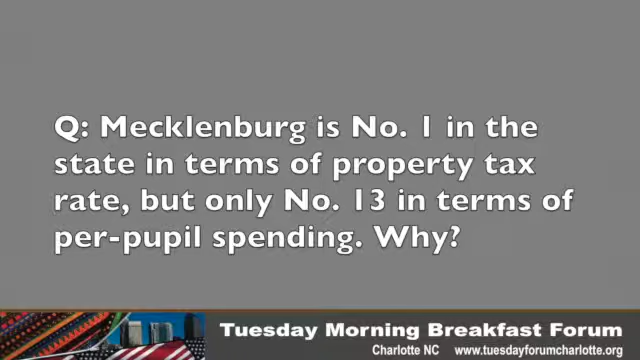 Q: Mecklenburg is No. 1 in the
state in terms of property tax
rate, but only No. 13 in terms of
per-pupil spending. Why?
Tuesday Morning Breakfast Forum
Charlotte NC www.tuesdayforumcharlotte.org